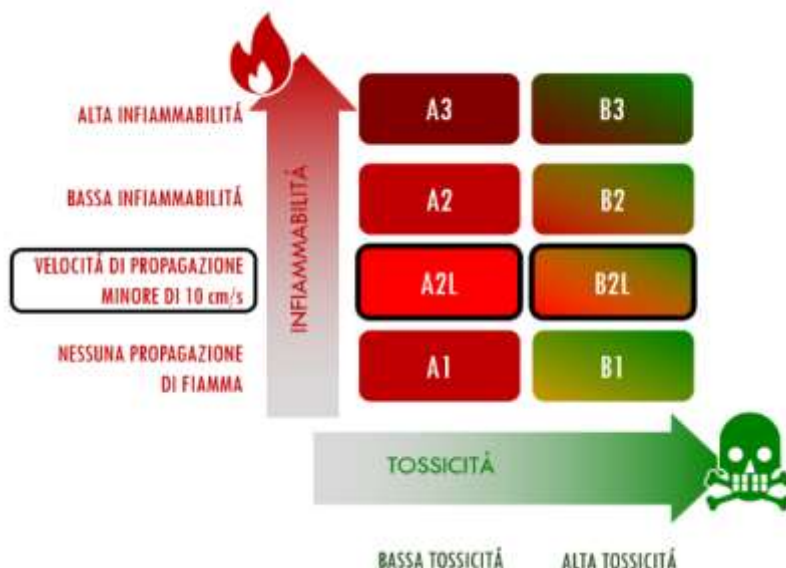 ALTA INFIAMMABILITÁ
A3
B3
BASSA INFIAMMABILITÁ
A2
B2
VELOCITÁ DI PROPAGAZIONE
MINORE DI 10 cm/s
A2L
B2L
NESSUNA PROPAGAZIONE
DI FIAMMA
A1
B1
INFIAMMABILITÁ
TOSSICITÁ
BASSA TOSSICITÁ
ALTA TOSSICITÁ